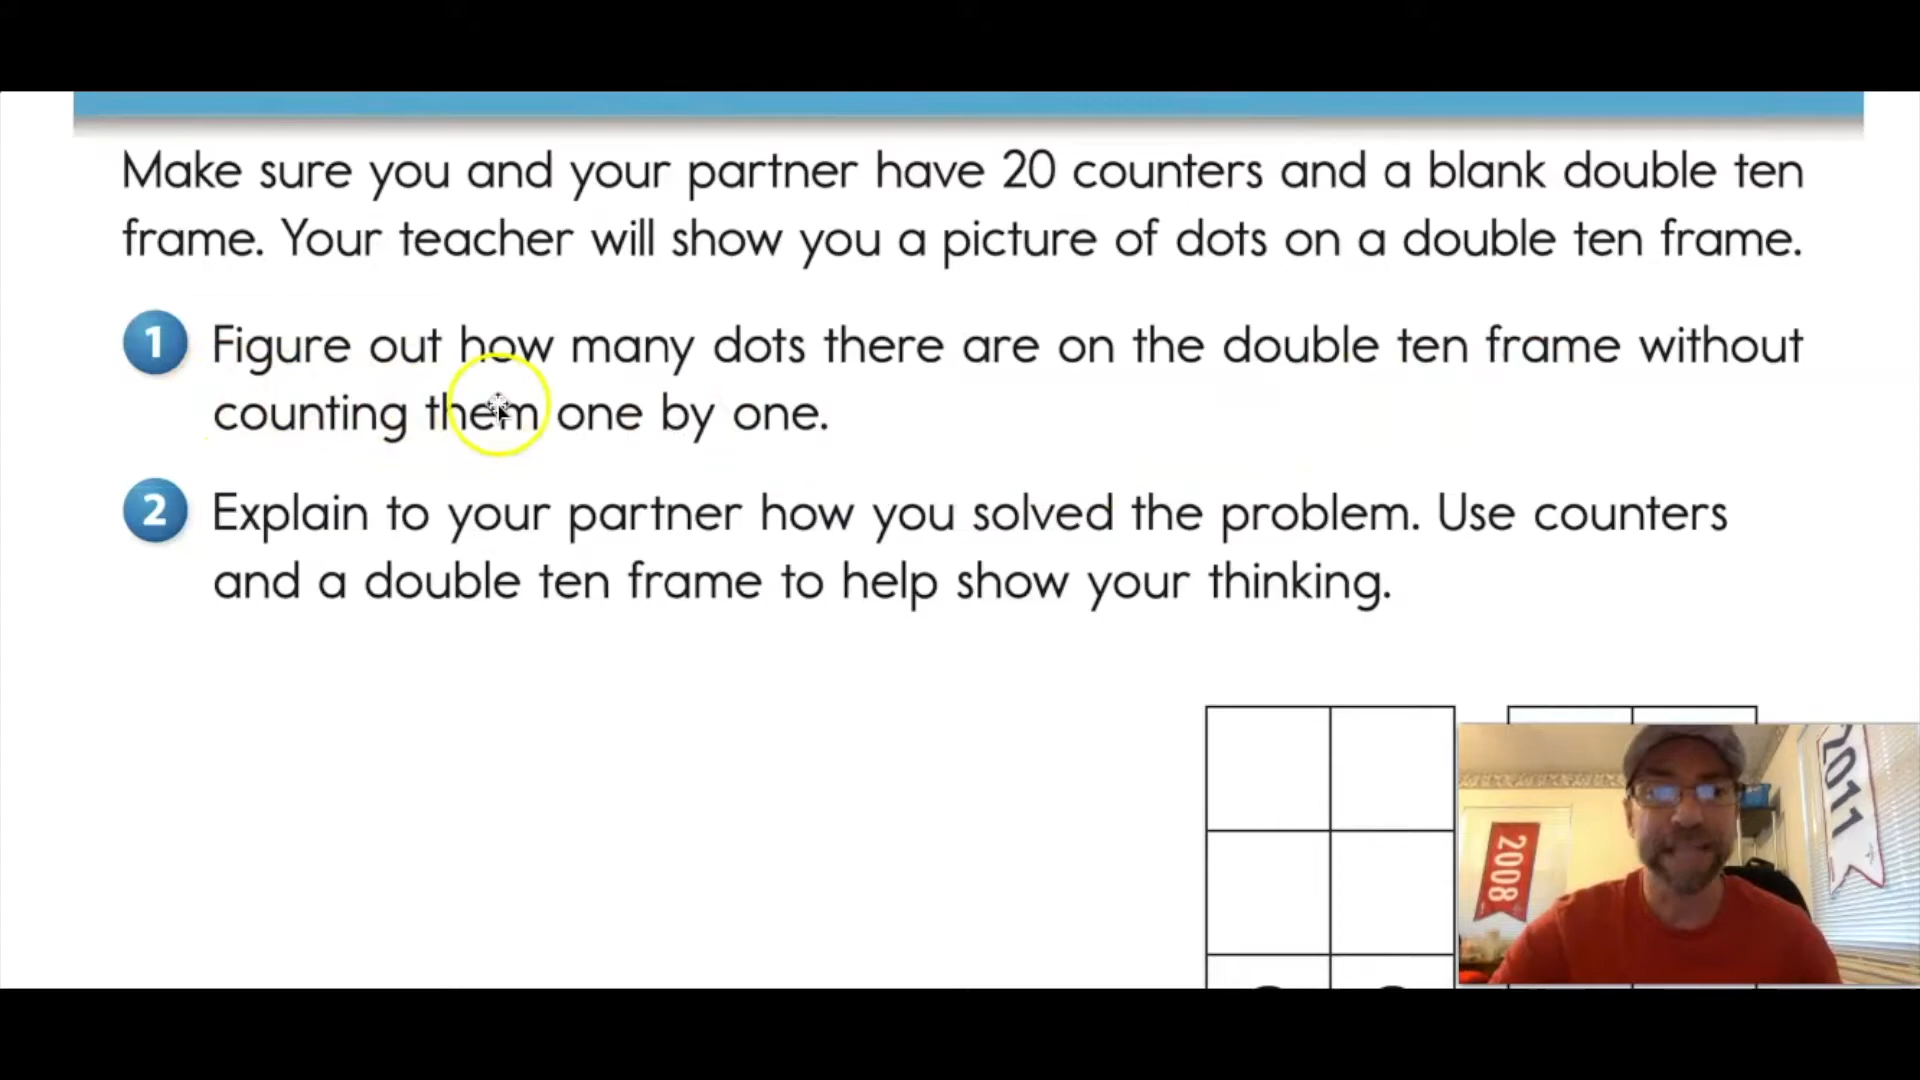 Make sure you and your partner have 20 counters and a blank double ten
frame. Your teacher will show you a picture of dots on a double ten frame.
1 Figure out how many dots there are on the double ten frame without
counting them one by one.
2 Explain to your partner how you solved the problem. Use counters
and a double ten frame to help show your thinking.
2011
2008